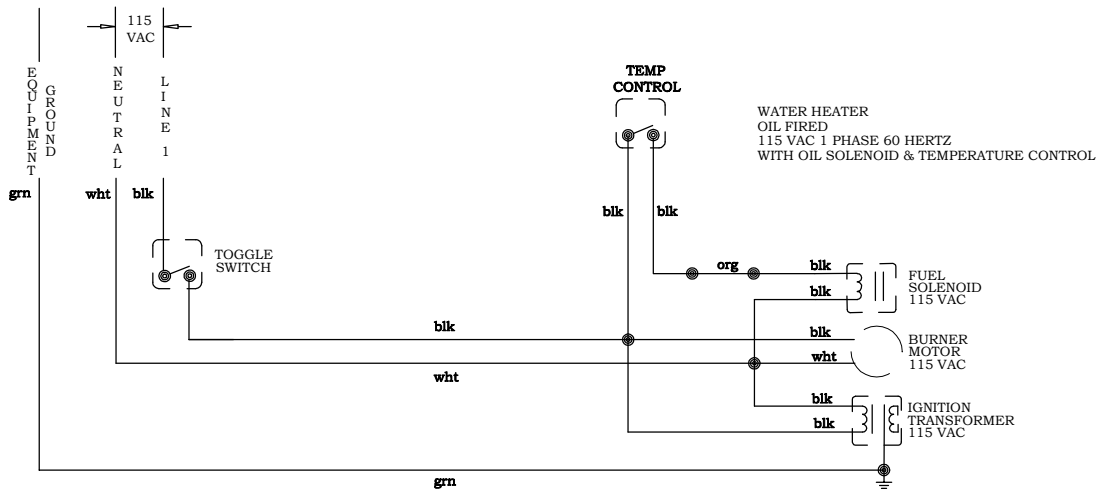 115
VAC
EQUIPMENT
GROUND
NEUTRAL
LINE 1
grn
wht
blk
TOGGLE
SWITCH
TEMP
CONTROL
WATER HEATER
OIL FIRED
115 VAC 1 PHASE 60 HERTZ
WITH OIL SOLENOID & TEMPERATURE CONTROL
blk
blk
org
blk
blk
FUEL
SOLENOID
115 VAC
blk
blk
wht
wht
BURNER
MOTOR
115 VAC
blk
blk
IGNITION
TRANSFORMER
115 VAC
grn